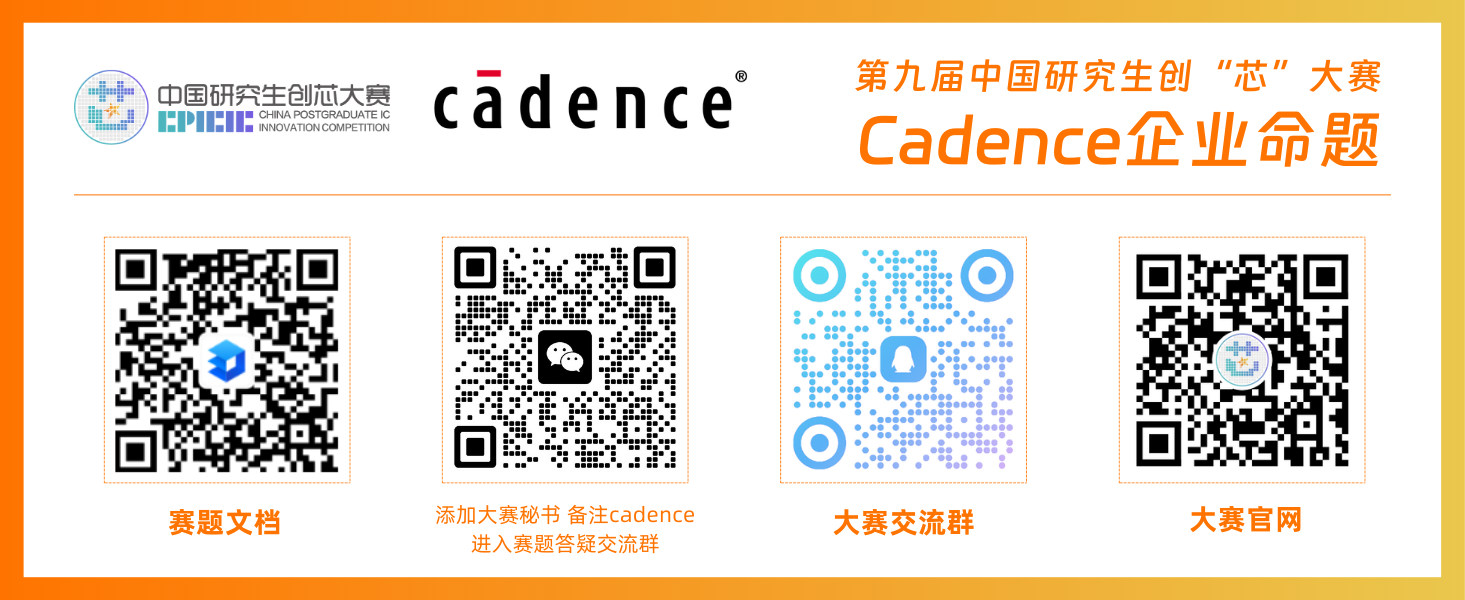 中国研究生创芯大赛
EPICIC
CHINA POSTGRADUATE IC
INNOVATION COMPETITION
cādence®
第九届中国研究生创“芯”大赛
Cadence企业命题
赛题文档
添加大赛秘书 备注cadence
进入赛题答疑交流群
大赛交流群
大赛官网